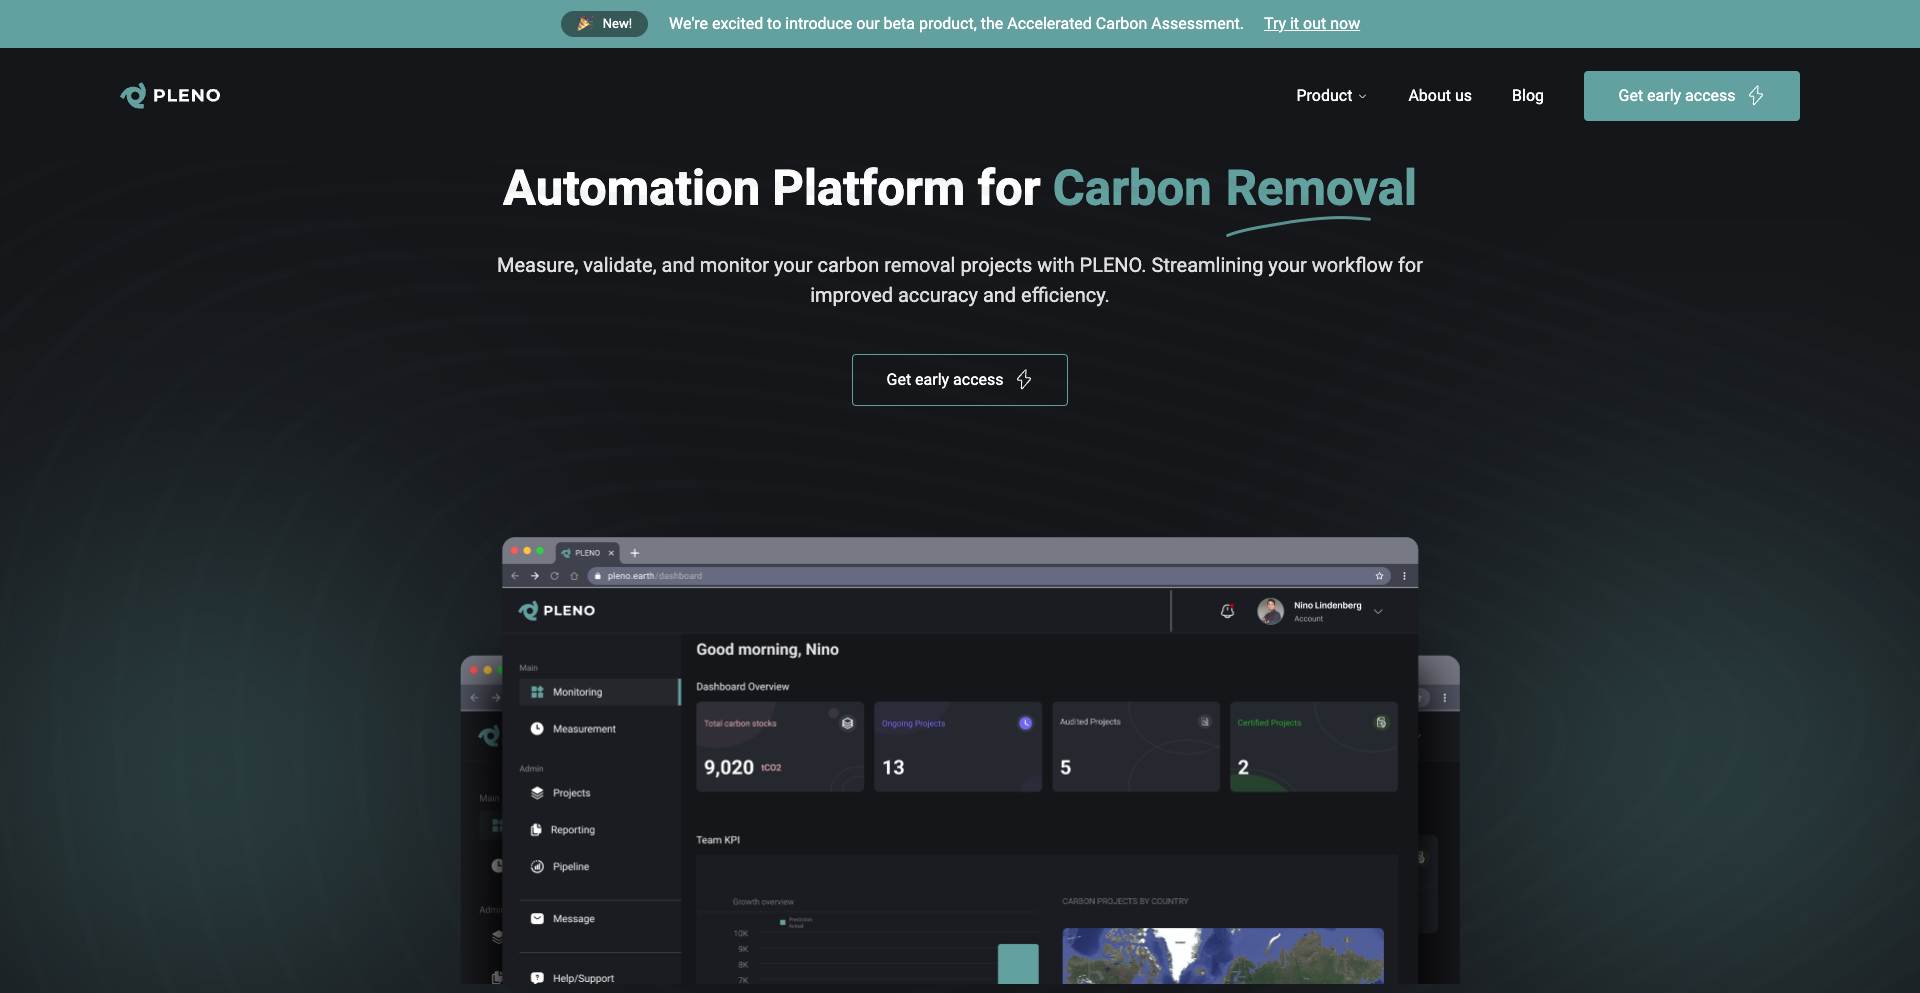 New!
We're excited to introduce our beta product, the Accelerated Carbon Assessment.
Try it out now
PLENO
Product
About us
Blog
Get early access
Automation Platform for Carbon Removal
Measure, validate, and monitor your carbon removal projects with PLENO. Streamlining your workflow for
improved accuracy and efficiency.
Get early access
PLENO
pleno.earth/dashboard
PLENO
Nino Lindenberg
Account
Good morning, Nino
Main
Monitoring
Measurement
Admin
Projects
Reporting
Pipeline
Message
Help/Support
Dashboard Overview
Total carbon stocks
9,020 tCO2
Ongoing Projects
13
Audited Projects
5
Certified Projects
2
Team KPI
Growth overview
Prediction
Actual
10K
9K
8K
7K
CARBON PROJECTS BY COUNTRY
Main
Admin